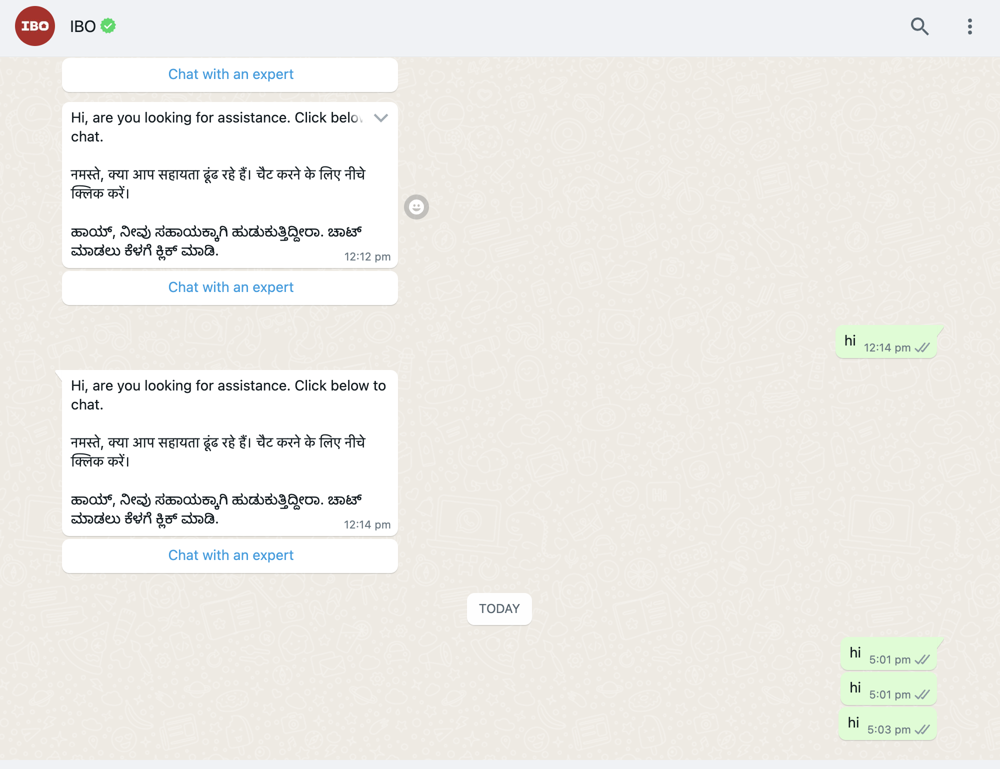 IBO
IBO
Chat with an expert
Hi, are you looking for assistance. Click
chat.
नमस्ते, क्या आप सहायता ढूंढ रहे हैं। चैट करने के लिए नीचे
क्लिक करें।
ಹಾಯ್, ನೀವು ಸಹಾಯಕ್ಕಾಗಿ ಹುಡುಕುತ್ತಿದ್ದೀರಾ. ಚಾಟ್
ಮಾಡಲು ಕೆಳಗೆ ಕ್ಲಿಕ್ ಮಾಡಿ.
12:12 pm
Chat with an expert
hi 12:14 pm
Hi, are you looking for assistance. Click below to
chat.
नमस्ते, क्या आप सहायता ढूंढ रहे हैं। चैट करने के लिए नीचे
क्लिक करें।
ಹಾಯ್, ನೀವು ಸಹಾಯಕ್ಕಾಗಿ ಹುಡುಕುತ್ತಿದ್ದೀರಾ. ಚಾಟ್
ಮಾಡಲು ಕೆಳಗೆ ಕ್ಲಿಕ್ ಮಾಡಿ.
12:14 pm
Chat with an expert
TODAY
hi 5:01 pm
hi 5:01 pm
hi 5:03 pm